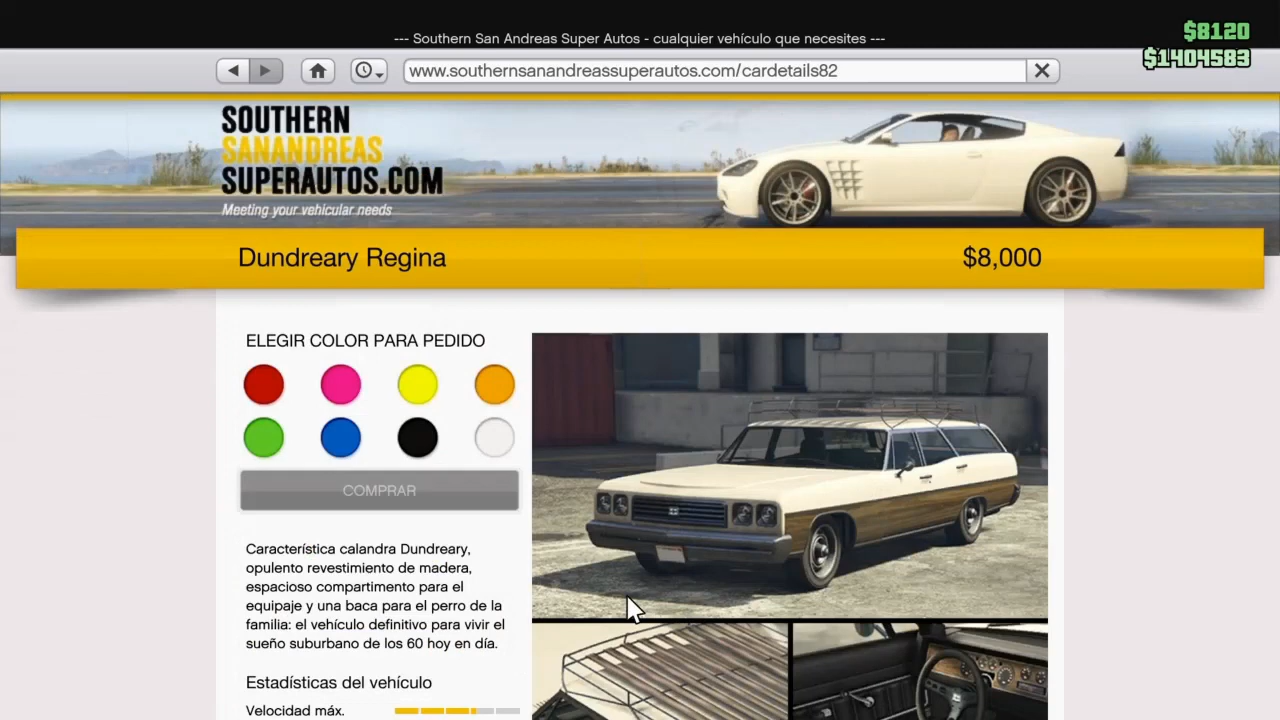 --- Southern San Andreas Super Autos - cualquier vehículo que necesites ---
$8120
$1404583
www.southernsanandreassuperautos.com/cardetails82
SOUTHERN
SANANDREAS
SUPERAUTOS.COM
Meeting your vehicular needs
Dundreary Regina
$8,000
ELEGIR COLOR PARA PEDIDO
COMPRAR
Característica calandra Dundreary,
opulento revestimiento de madera,
espacioso compartimento para el
equipaje y una baca para el perro de la
familia: el vehículo definitivo para vivir el
sueño suburbano de los 60 hoy en día.
Estadísticas del vehículo
Velocidad máx.